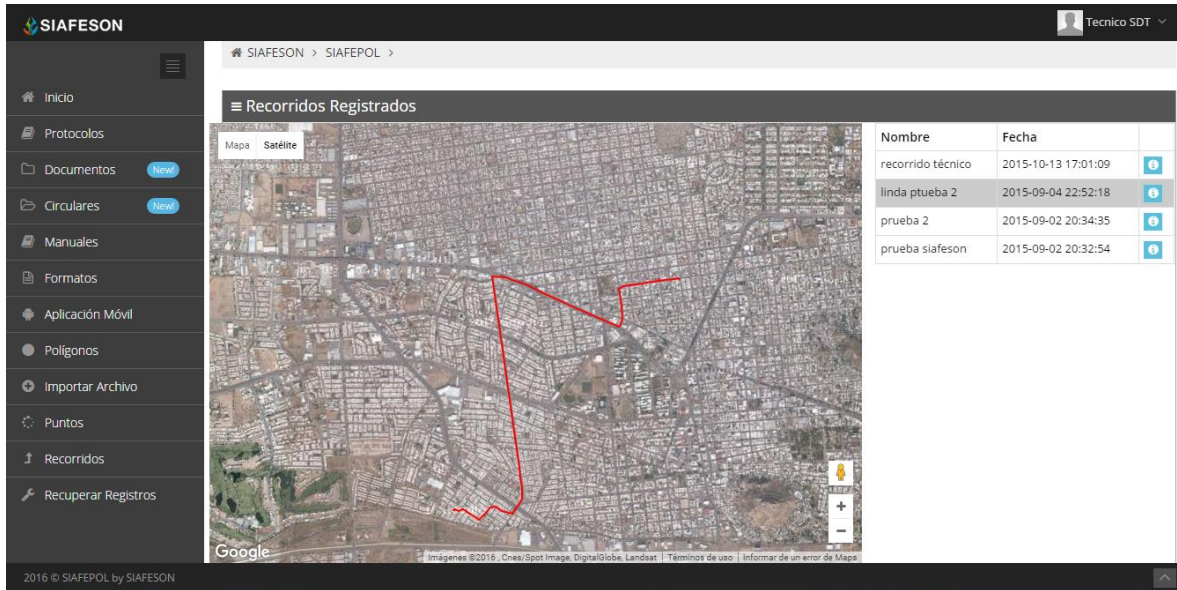 SIAFESON
Tecnico SDT
SIAFESON > SIAFEPOL >
Inicio
Protocolos
Documentos New!
Circulares New!
Manuales
Formatos
Aplicación Móvil
Polígonos
Importar Archivo
Puntos
Recorridos
Recuperar Registros
Recorridos Registrados
Mapa Satélite
Nombre Fecha
recorrido técnico 2015-10-13 17:01:09
linda ptueba 2 2015-09-04 22:52:18
prueba 2 2015-09-02 20:34:35
prueba siafeson 2015-09-02 20:32:54
+
−
Google
Imágenes ©2016 , Cnes/Spot Image, DigitalGlobe, Landsat Términos de uso Informar de un error de Maps
2016 © SIAFEPOL by SIAFESON